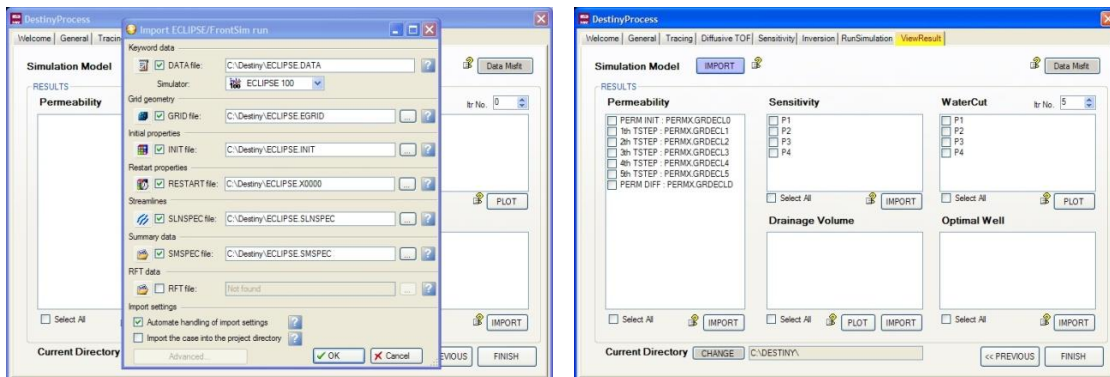 DestinyProcess
Welcome General Tracin
Simulation Model
Data Misfit
RESULTS
Permeability
Itr No. 0
PLOT
Select All
IMPORT
Current Directory
VIOUS FINISH
Import ECLIPSE/FrontSim run
Keyword data
DATA file: C:\Destiny\ECLIPSE.DATA
Simulator: ECLIPSE 100
Grid geometry
GRID file: C:\Destiny\ECLIPSE.EGRID ...
Initial properties
INIT file: C:\Destiny\ECLIPSE.INIT ...
Restart properties
RESTART file: C:\Destiny\ECLIPSE.X0000 ...
Streamlines
SLNSPEC file: C:\Destiny\ECLIPSE.SLNSPEC ...
Summary data
SMSPEC file: C:\Destiny\ECLIPSE.SMSPEC ...
RFT data
RFT file: Not found ...
Import settings
Automate handling of import settings
Import the case into the project directory
Advanced... OK Cancel
DestinyProcess
Welcome General Tracing Diffusive TOF Sensitivity Inversion RunSimulation ViewResult
Simulation Model IMPORT Data Misfit
RESULTS
Permeability
PERM INIT : PERMX.GRDECL0
1th TSTEP : PERMX.GRDECL1
2th TSTEP : PERMX.GRDECL2
3th TSTEP : PERMX.GRDECL3
4th TSTEP : PERMX.GRDECL4
5th TSTEP : PERMX.GRDECL5
PERM DIFF : PERMX.GRDECLD
Select All IMPORT
Sensitivity
P1
P2
P3
P4
Select All IMPORT
Drainage Volume
Select All PLOT IMPORT
WaterCut Itr No. 5
P1
P2
P3
P4
Select All PLOT
Optimal Well
Select All IMPORT
Current Directory CHANGE C:\DESTINY\
<< PREVIOUS FINISH